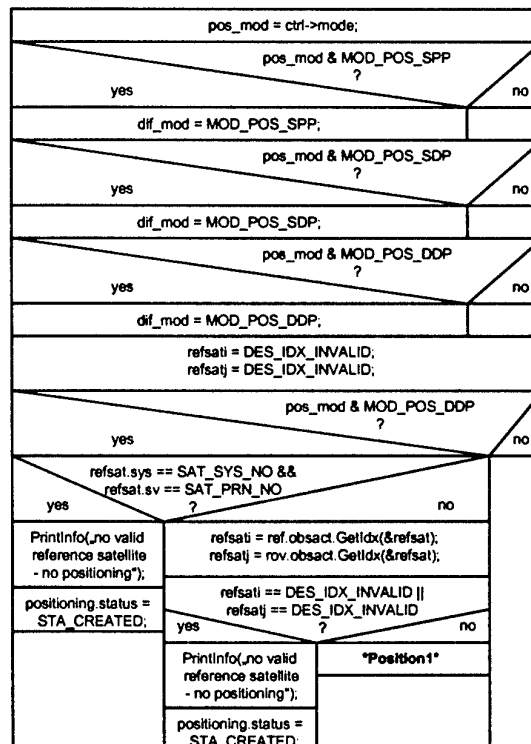 pos_mod = ctrl->mode;
pos_mod & MOD_POS_SPP
?
yes
no
dif_mod = MOD_POS_SPP;
pos_mod & MOD_POS_SDP
?
yes
no
dif_mod = MOD_POS_SDP;
pos_mod & MOD_POS_DDP
?
yes
no
dif_mod = MOD_POS_DDP;
refsati = DES_IDX_INVALID;
refsatj = DES_IDX_INVALID;
pos_mod & MOD_POS_DDP
?
yes
no
refsat.sys == SAT_SYS_NO &&
refsat.sv == SAT_PRN_NO
?
yes
no
PrintInfo(„no valid
reference satellite
- no positioning");
positioning.status =
STA_CREATED;
refsati = ref.obsact.GetIdx(&refsat);
refsatj = rov.obsact.GetIdx(&refsat);
refsati == DES_IDX_INVALID ||
refsatj == DES_IDX_INVALID
?
yes
no
PrintInfo(„no valid
reference satellite
- no positioning");
positioning.status =
STA_CREATED;
"Position1"